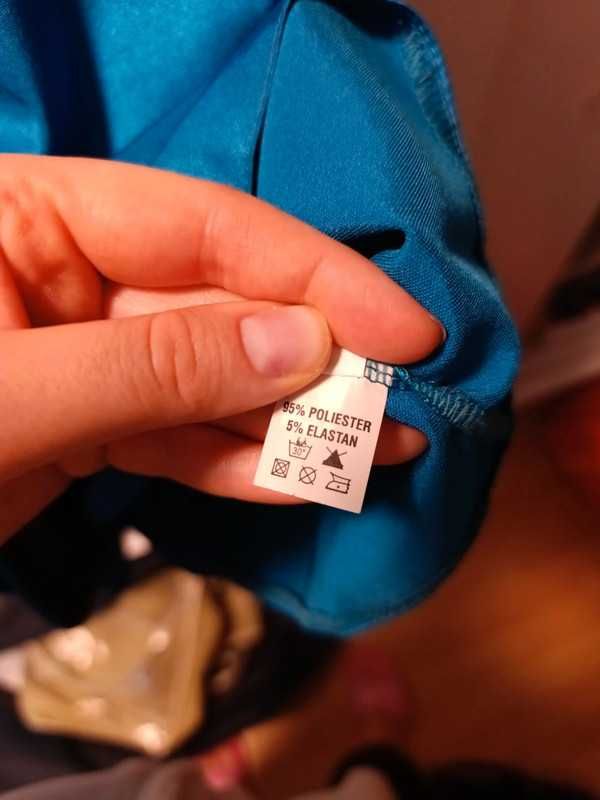 95% POLIESTER
5% ELASTAN
30°